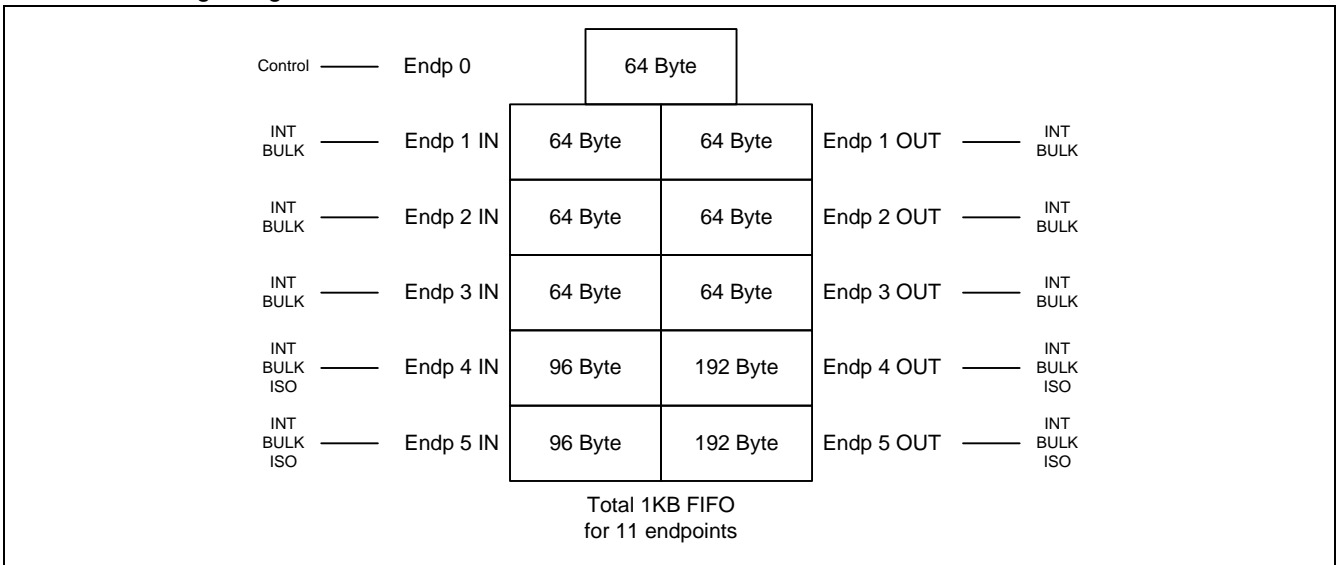 Control Endp 0 64 Byte
INT
BULK
Endp 1 IN 64 Byte 64 Byte Endp 1 OUT
INT
BULK
INT
BULK
Endp 2 IN 64 Byte 64 Byte Endp 2 OUT
INT
BULK
INT
BULK
Endp 3 IN 64 Byte 64 Byte Endp 3 OUT
INT
BULK
INT
BULK
ISO
Endp 4 IN 96 Byte 192 Byte Endp 4 OUT
INT
BULK
ISO
INT
BULK
ISO
Endp 5 IN 96 Byte 192 Byte Endp 5 OUT
INT
BULK
ISO
Total 1KB FIFO
for 11 endpoints